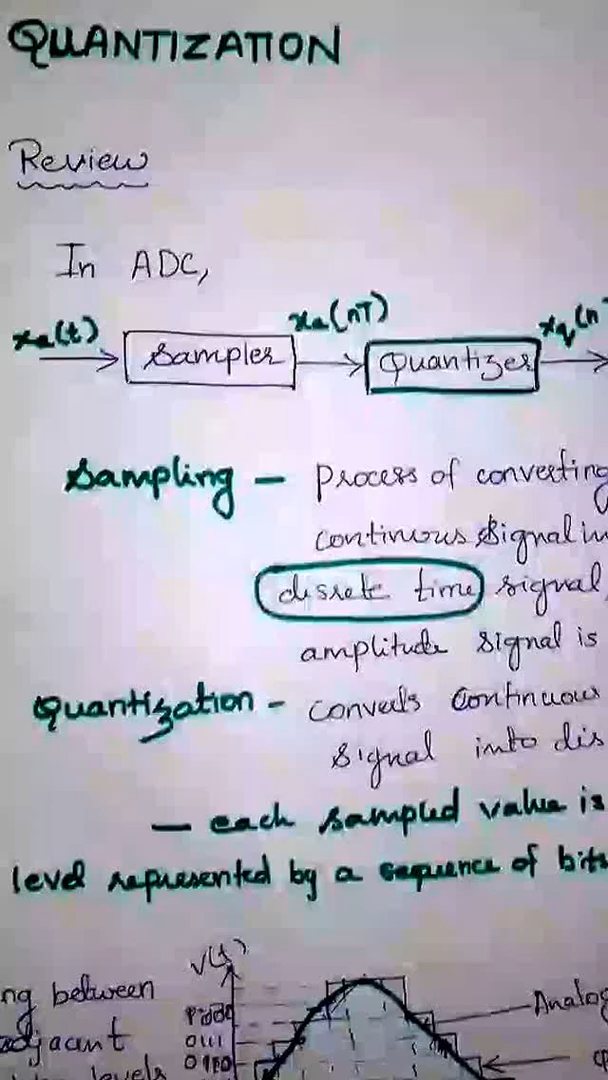 QUANTIZATION
Review
In ADC,
xa(t) Sampler xa(nT) Quantizer xq(n
Sampling - process of converting
continuous signal in
discrete time signal,
amplitude signal is
Quantization - converts continuous
signal into dis
- each sampled value is
level represented by a sequence of bits
V(t)
ng between
adjacent
levels
Analog
0111
0110